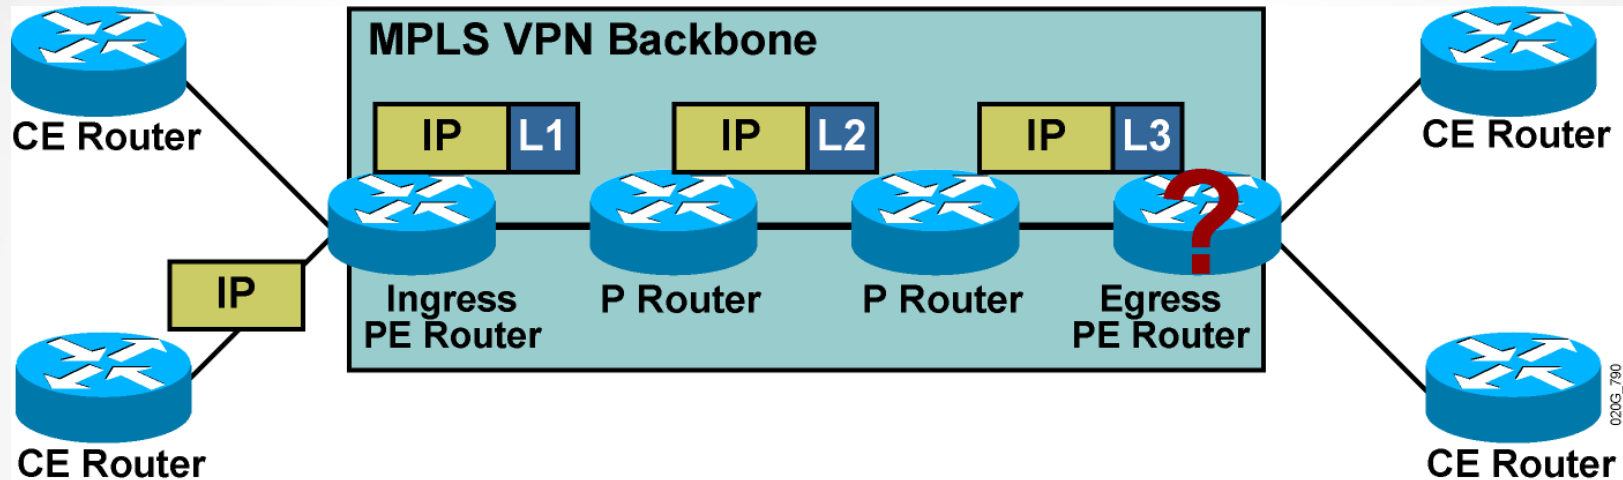 MPLS VPN Backbone
IP L1
IP L2
IP L3
?
CE Router
CE Router
IP
Ingress
PE Router
P Router
P Router
Egress
PE Router
CE Router
CE Router
020G_790